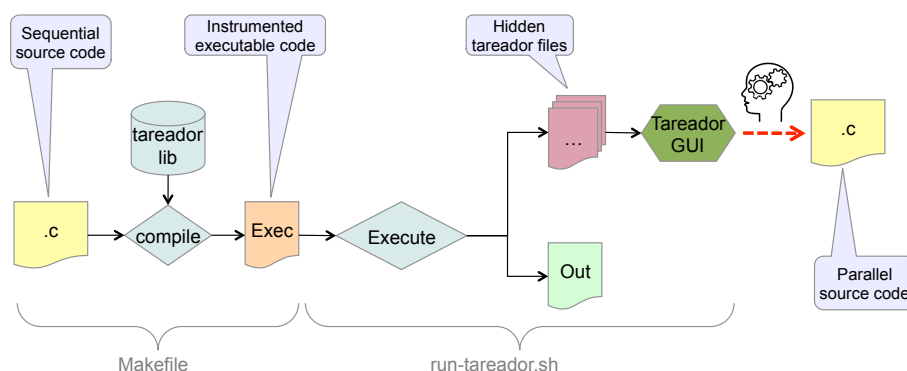 Sequential
source code
Instrumented
executable code
Hidden
tareador files
tareador
lib
...
Tareador
GUI
.c
.c
compile
Exec
Execute
Out
Parallel
source code
Makefile
run-tareador.sh